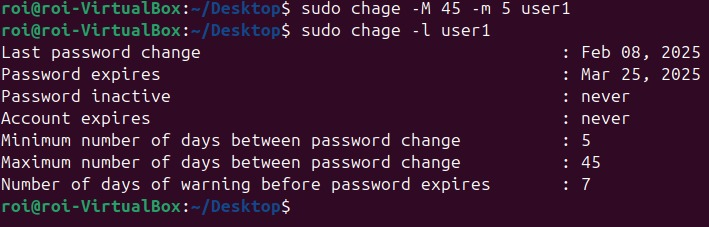 roi@roi-VirtualBox:~/Desktop$ sudo chage -M 45 -m 5 user1
roi@roi-VirtualBox:~/Desktop$ sudo chage -l user1
Last password change : Feb 08, 2025
Password expires : Mar 25, 2025
Password inactive : never
Account expires : never
Minimum number of days between password change : 5
Maximum number of days between password change : 45
Number of days of warning before password expires : 7
roi@roi-VirtualBox:~/Desktop$